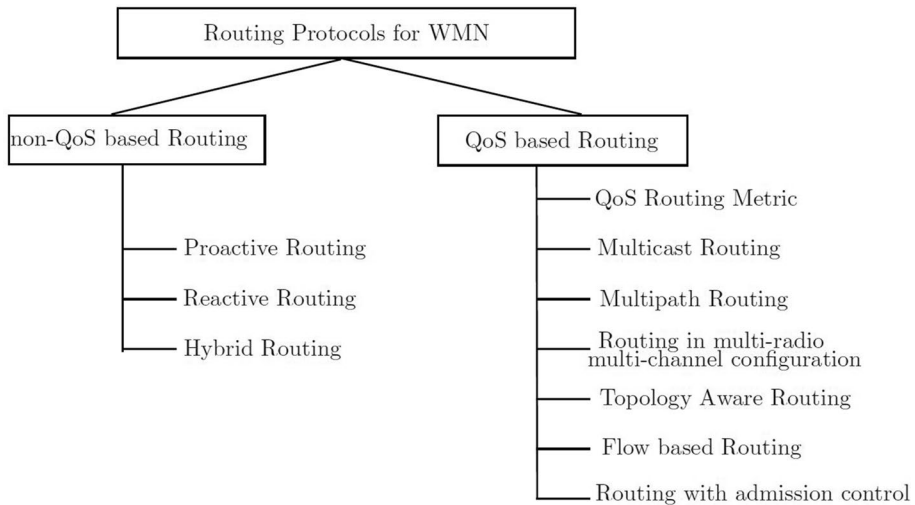 Routing Protocols for WMN
non-QoS based Routing
Proactive Routing
Reactive Routing
Hybrid Routing
QoS based Routing
QoS Routing Metric
Multicast Routing
Multipath Routing
Routing in multi-radio
multi-channel configuration
Topology Aware Routing
Flow based Routing
Routing with admission control